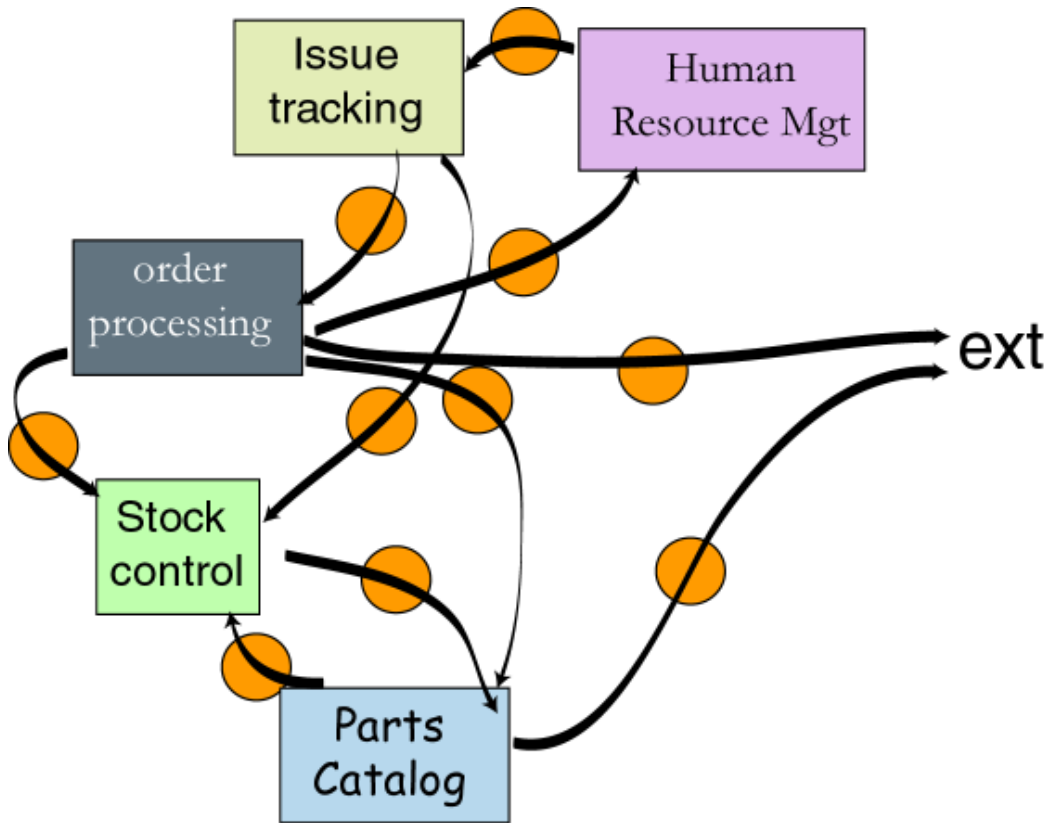 Issue
tracking
Human
Resource Mgt
order
processing
ext
Stock
control
Parts
Catalog